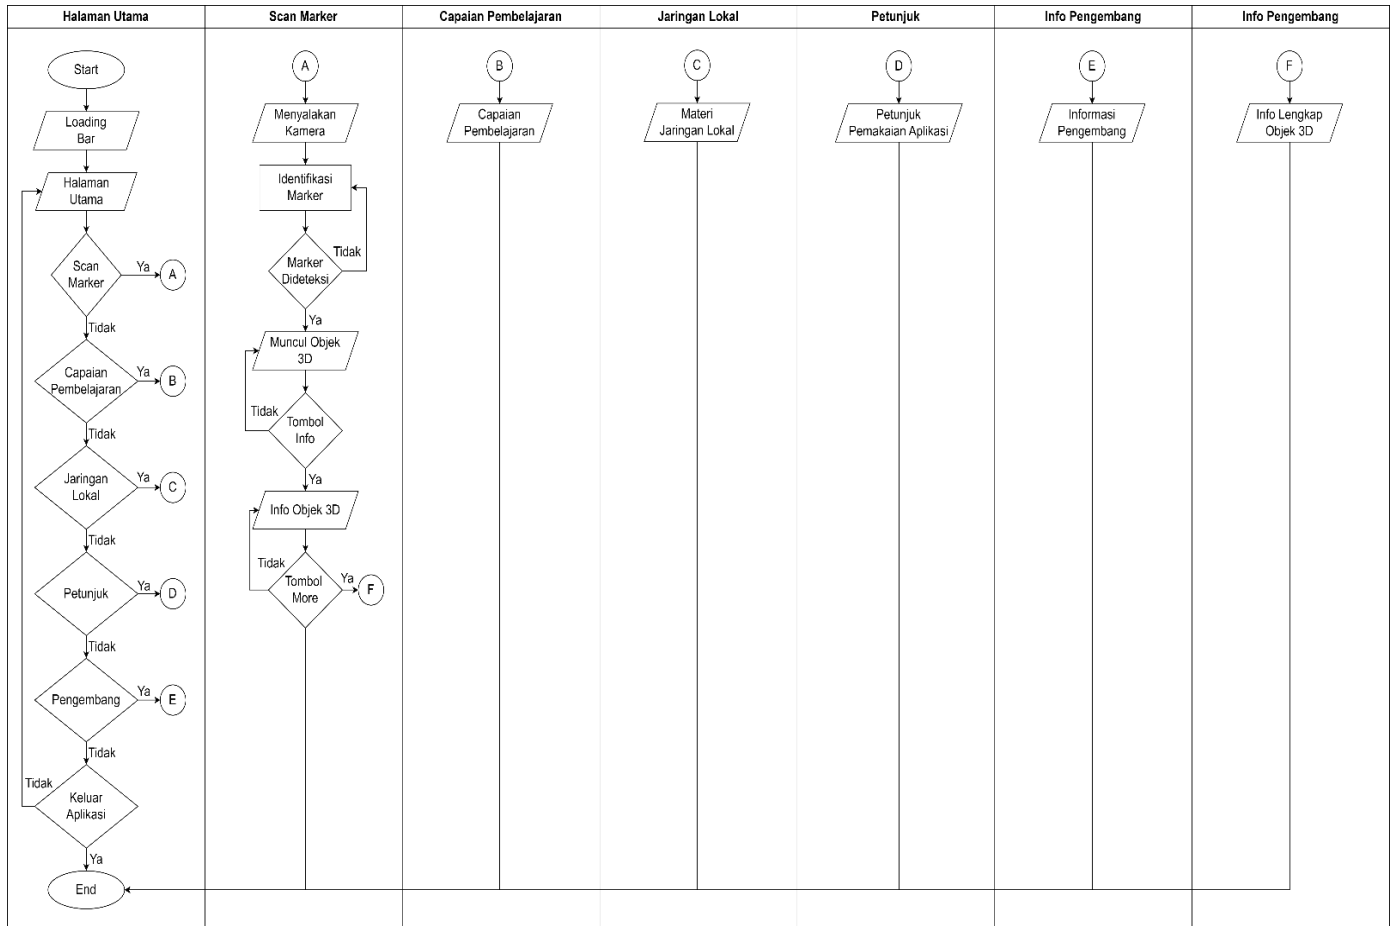 Halaman Utama
Scan Marker
Capaian Pembelajaran
Jaringan Lokal
Petunjuk
Info Pengembang
Info Pengembang
Start
Loading
Bar
Halaman
Utama
Scan
Marker
Ya
A
Tidak
Capaian
Pembelajaran
Ya
B
Tidak
Jaringan
Lokal
Ya
C
Tidak
Petunjuk
Ya
D
Tidak
Pengembang
Ya
E
Tidak
Tidak
Keluar
Aplikasi
Ya
End
A
Menyalakan
Kamera
Identifikasi
Marker
Tidak
Marker
Dideteksi
Ya
Muncul Objek
3D
Tidak
Tombol
Info
Ya
Info Objek 3D
Tidak
Tombol
More
Ya
F
B
Capaian
Pembelajaran
C
Materi
Jaringan Lokal
D
Petunjuk
Pemakaian Aplikasi
E
Informasi
Pengembang
F
Info Lengkap
Objek 3D